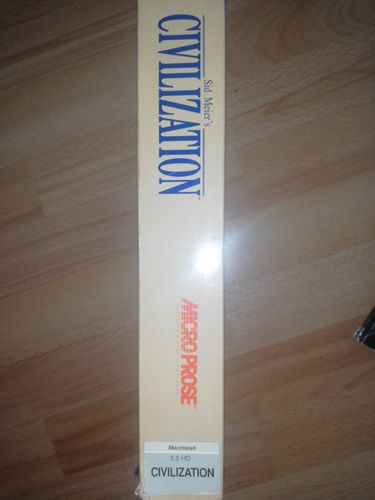 Sid Meier's
CIVILIZATION
MICRO PROSE
Macintosh
3.5 HD
CIVILIZATION